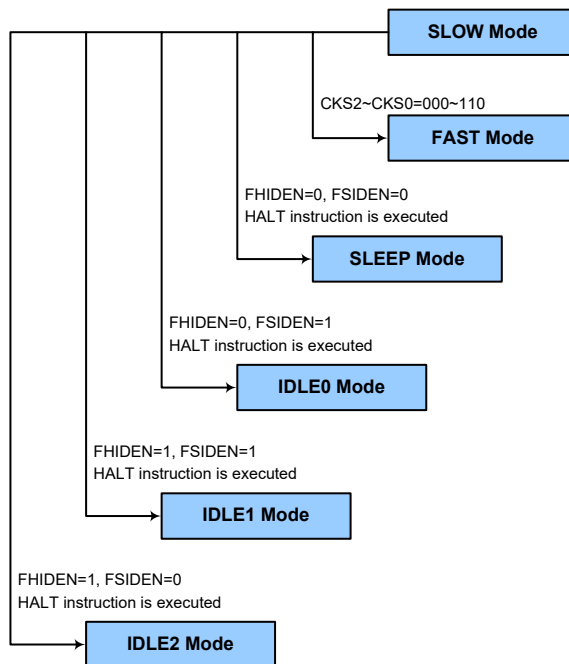 SLOW Mode
CKS2~CKS0=000~110
FAST Mode
FHIDEN=0, FSIDEN=0
HALT instruction is executed
SLEEP Mode
FHIDEN=0, FSIDEN=1
HALT instruction is executed
IDLE0 Mode
FHIDEN=1, FSIDEN=1
HALT instruction is executed
IDLE1 Mode
FHIDEN=1, FSIDEN=0
HALT instruction is executed
IDLE2 Mode